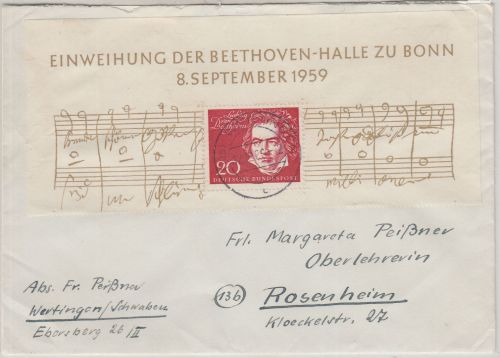 EINWEIHUNG DER BEETHOVEN-HALLE ZU BONN
8. SEPTEMBER 1959
Ludwig
van
Beethoven
20
DEUTSCHE BUNDESPOST
Frl. Margareta Peißner
Oberlehrerin
(13b) Rosenheim
Kloeckelstr. 27
Abs. Fr. Peißner
Wertingen/Schwaben
Ebersberg 26 II